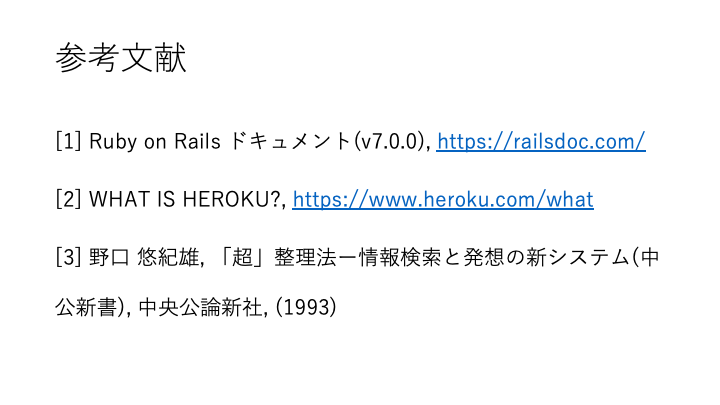 参考文献
[1] Ruby on Rails ドキュメント(v7.0.0), https://railsdoc.com/
[2] WHAT IS HEROKU?, https://www.heroku.com/what
[3] 野口 悠紀雄, 「超」整理法ー情報検索と発想の新システム(中
公新書), 中央公論新社, (1993)